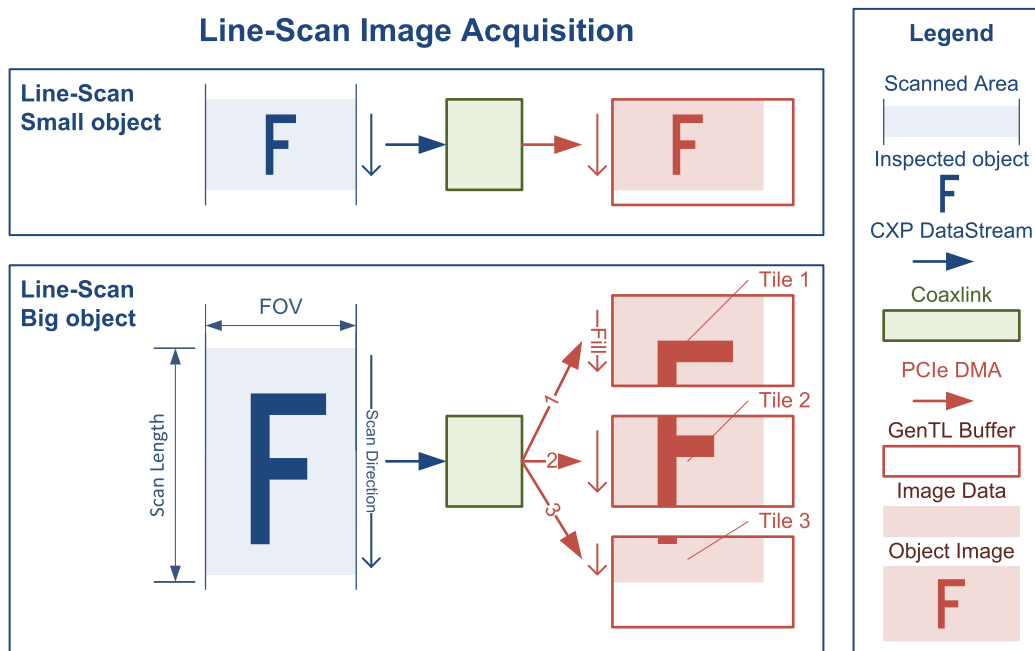 Line-Scan Image Acquisition
Line-Scan
Small object
F
F
Line-Scan
Big object
FOV
Scan Length
F
Scan Direction
1
2
3
Fill
Tile 1
Tile 2
Tile 3
Legend
Scanned Area
Inspected object
F
CXP DataStream
Coaxlink
PCIe DMA
GenTL Buffer
Image Data
Object Image
F